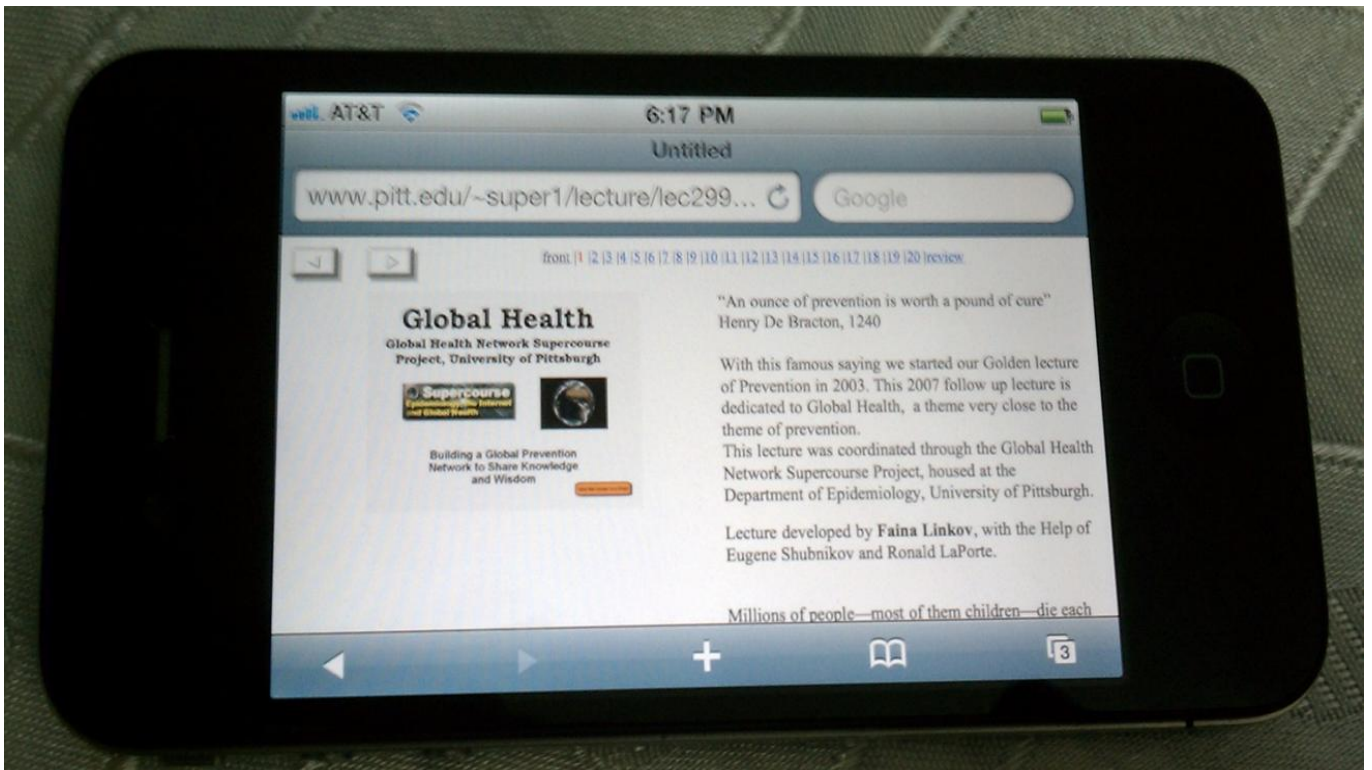 AT&T
6:17 PM
Untitled
www.pitt.edu/~super1/lecture/lec299...
Google
front |1 |2 |3 |4 |5 |6 |7 |8 |9 |10 |11 |12 |13 |14 |15 |16 |17 |18 |19 |20 |review
Global Health
Global Health Network Supercourse
Project, University of Pittsburgh
Supercourse
Epidemiology, the Internet
and Global Health
Building a Global Prevention
Network to Share Knowledge
and Wisdom
"An ounce of prevention is worth a pound of cure"
Henry De Bracton, 1240
With this famous saying we started our Golden lecture
of Prevention in 2003. This 2007 follow up lecture is
dedicated to Global Health, a theme very close to the
theme of prevention.
This lecture was coordinated through the Global Health
Network Supercourse Project, housed at the
Department of Epidemiology, University of Pittsburgh.
Lecture developed by Faina Linkov, with the Help of
Eugene Shubnikov and Ronald LaPorte.
Millions of people—most of them children—die each
3